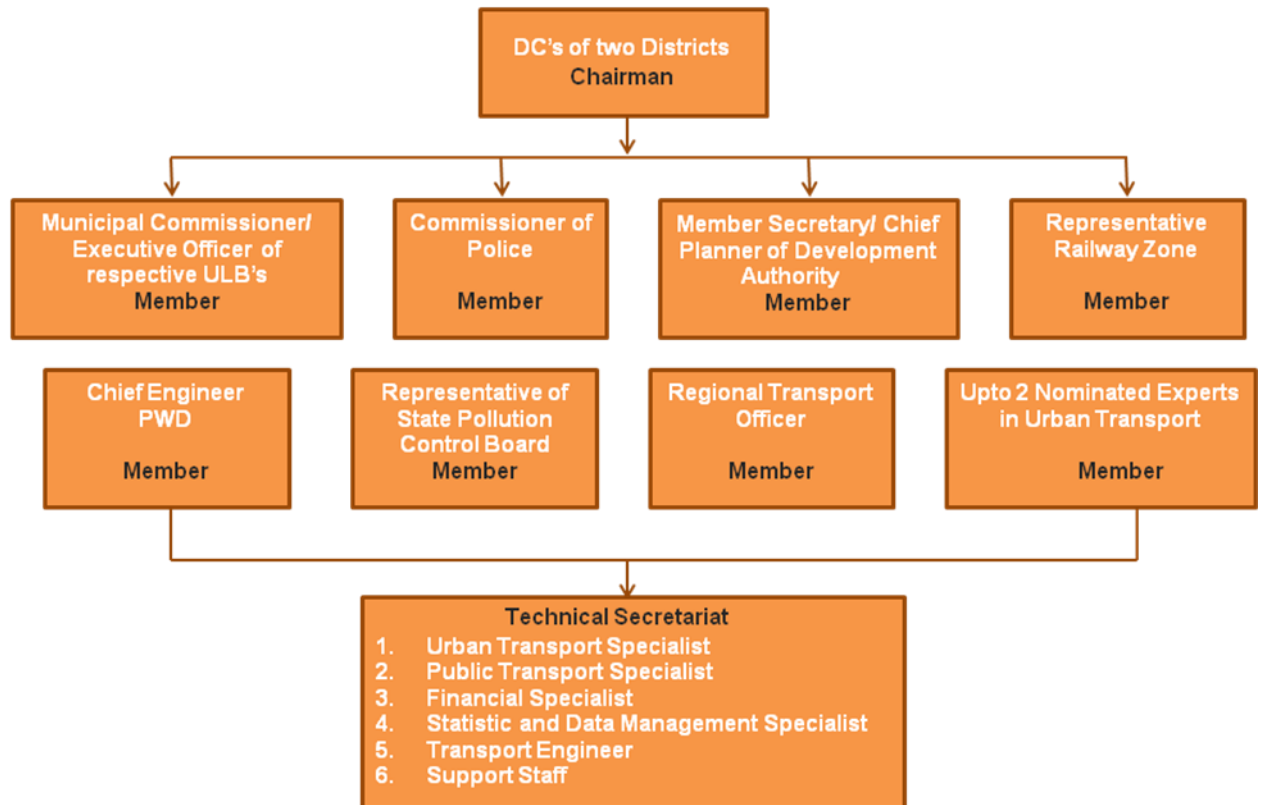 DC's of two Districts
Chairman
Municipal Commissioner/
Executive Officer of
respective ULB's
Member
Commissioner of
Police
Member
Member Secretary/ Chief
Planner of Development
Authority
Member
Representative
Railway Zone
Member
Chief Engineer
PWD
Member
Representative of
State Pollution
Control Board
Member
Regional Transport
Officer
Member
Upto 2 Nominated Experts
in Urban Transport
Member
Technical Secretariat
1. Urban Transport Specialist
2. Public Transport Specialist
3. Financial Specialist
4. Statistic and Data Management Specialist
5. Transport Engineer
6. Support Staff